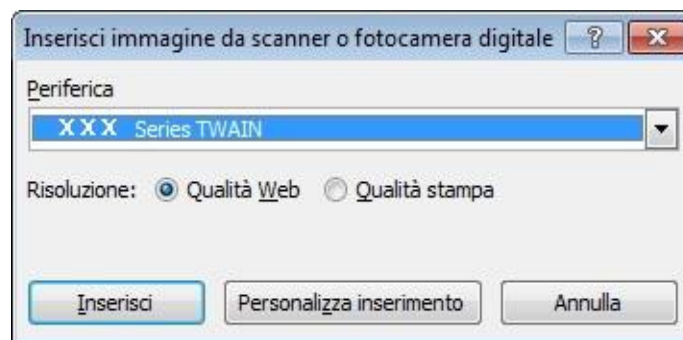 Inserisci immagine da scanner o fotocamera digitale ?
Periferica
XXX Series TWAIN
Risoluzione: Qualità Web Qualità stampa
Inserisci Personalizza inserimento Annulla